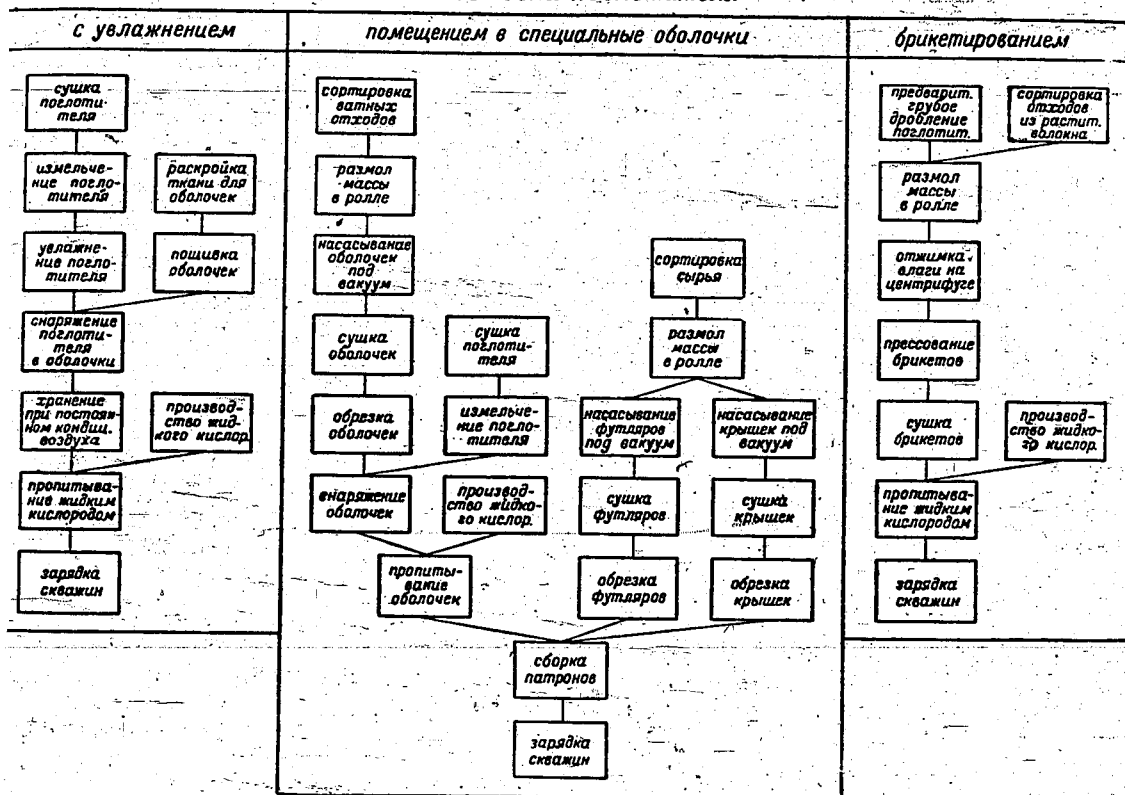 с увлажнением
сушка
поглоти-
теля
измельче-
ние погло-
тителя
раскройка
ткани для
оболочек
увлажне-
ние погло-
тителя
пошивка
оболочек
снаряжение
поглоти-
теля
в оболочки
хранение
при постоян-
ном кондиц.
воздуха
производ-
ство жид-
кого кислор.
пропитыва-
ние жидким
кислородом
зарядка
скважин
помещением в специальные оболочки
сортировка
ватных
отходов
размол
массы
в ролле
насасыванае
оболочек
под
вакуум
сортировка
сырья
сушка
оболочек
сушка
поглоти-
теля
размол
массы
в ролле
обрезка
оболочек
измельче-
ние погло-
тителя
насасывание
футляров
под вакуум
насасывание
крышек под
вакуум
внаряжение
оболочек
производ-
ство жидко-
го кислор.
сушка
футляров
сушка
крышек
пропиты-
вание
оболочек
обрезка
футляров
обрезка
крышек
сборка
патронов
зарядка
скважин
брикетированием
предварит.
грубое
дробление
поглотит.
сортировка
отходов
из растит.
волокна
размол
массы
в ролле
отжимка
влаги на
центрифуге
прессование
брикетов
сушка
брикетов
производ-
ство жидко-
го кислор.
пропитыва-
ние жидким
кислородом
зарядка
скважин